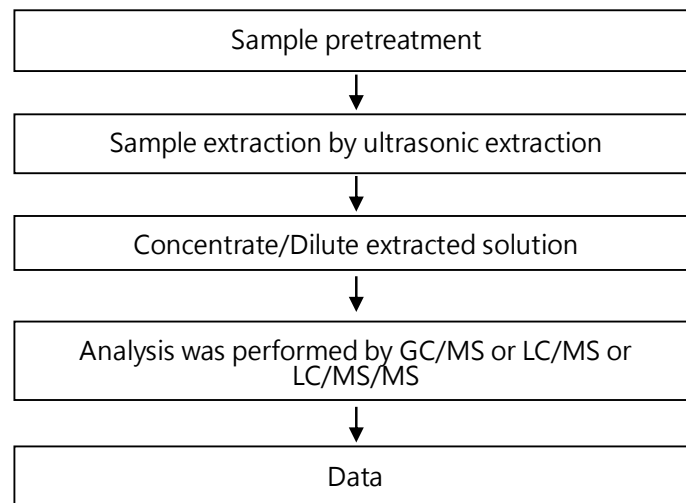 Sample pretreatment
Sample extraction by ultrasonic extraction
Concentrate/Dilute extracted solution
Analysis was performed by GC/MS or LC/MS or
LC/MS/MS
Data